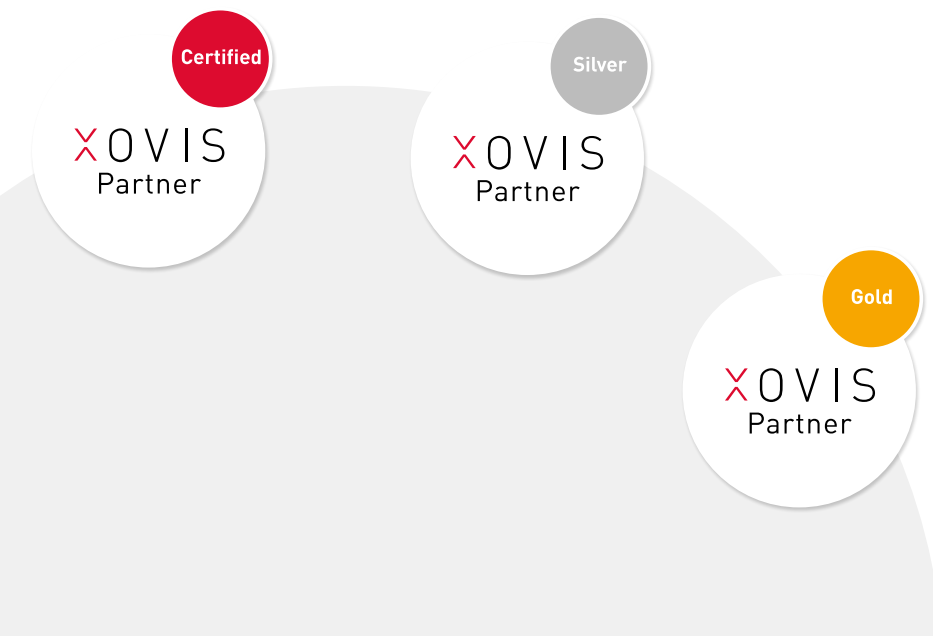 Certified
XOVIS
Partner
Silver
XOVIS
Partner
Gold
XOVIS
Partner